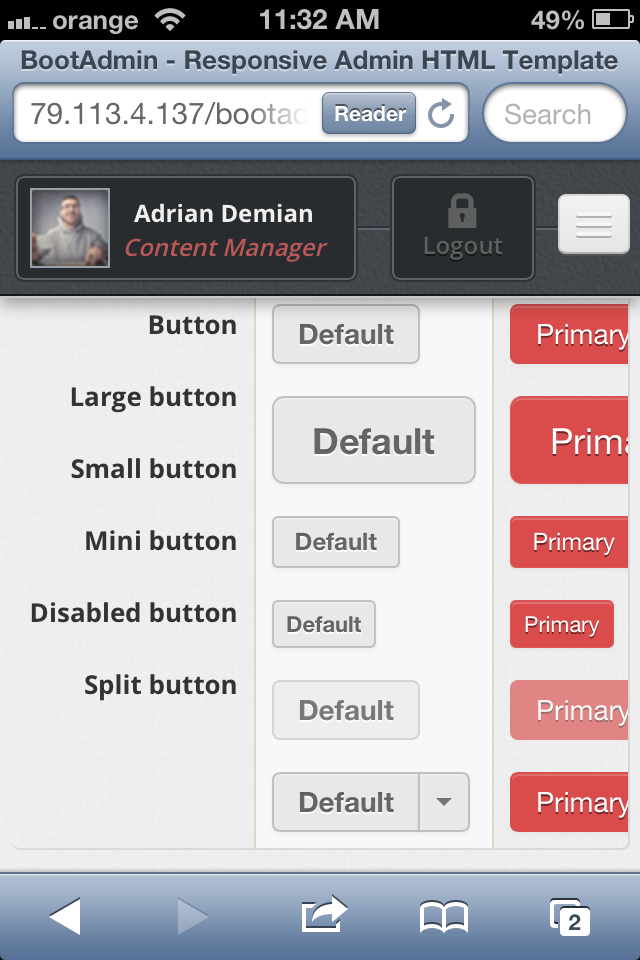 orange 11:32 AM 49%
BootAdmin - Responsive Admin HTML Template
79.113.4.137/bootac Reader Search
Adrian Demian
Content Manager
Logout
Button
Default
Primary
Large button
Default
Prima
Small button
Default
Primary
Mini button
Default
Primary
Disabled button
Default
Primary
Split button
Default
Primary
2